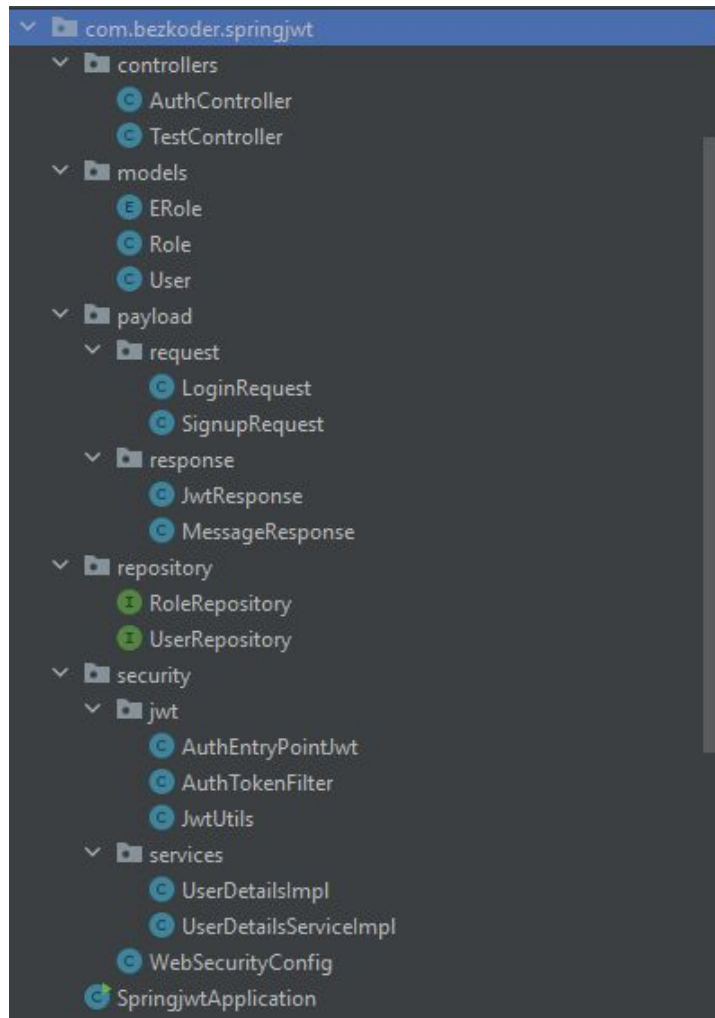 com.bezkoder.springjwt
controllers
AuthController
TestController
models
ERole
Role
User
payload
request
LoginRequest
SignupRequest
response
JwtResponse
MessageResponse
repository
RoleRepository
UserRepository
security
jwt
AuthEntryPointJwt
AuthTokenFilter
JwtUtils
services
UserDetailsImpl
UserDetailsServiceImpl
WebSecurityConfig
SpringjwtApplication